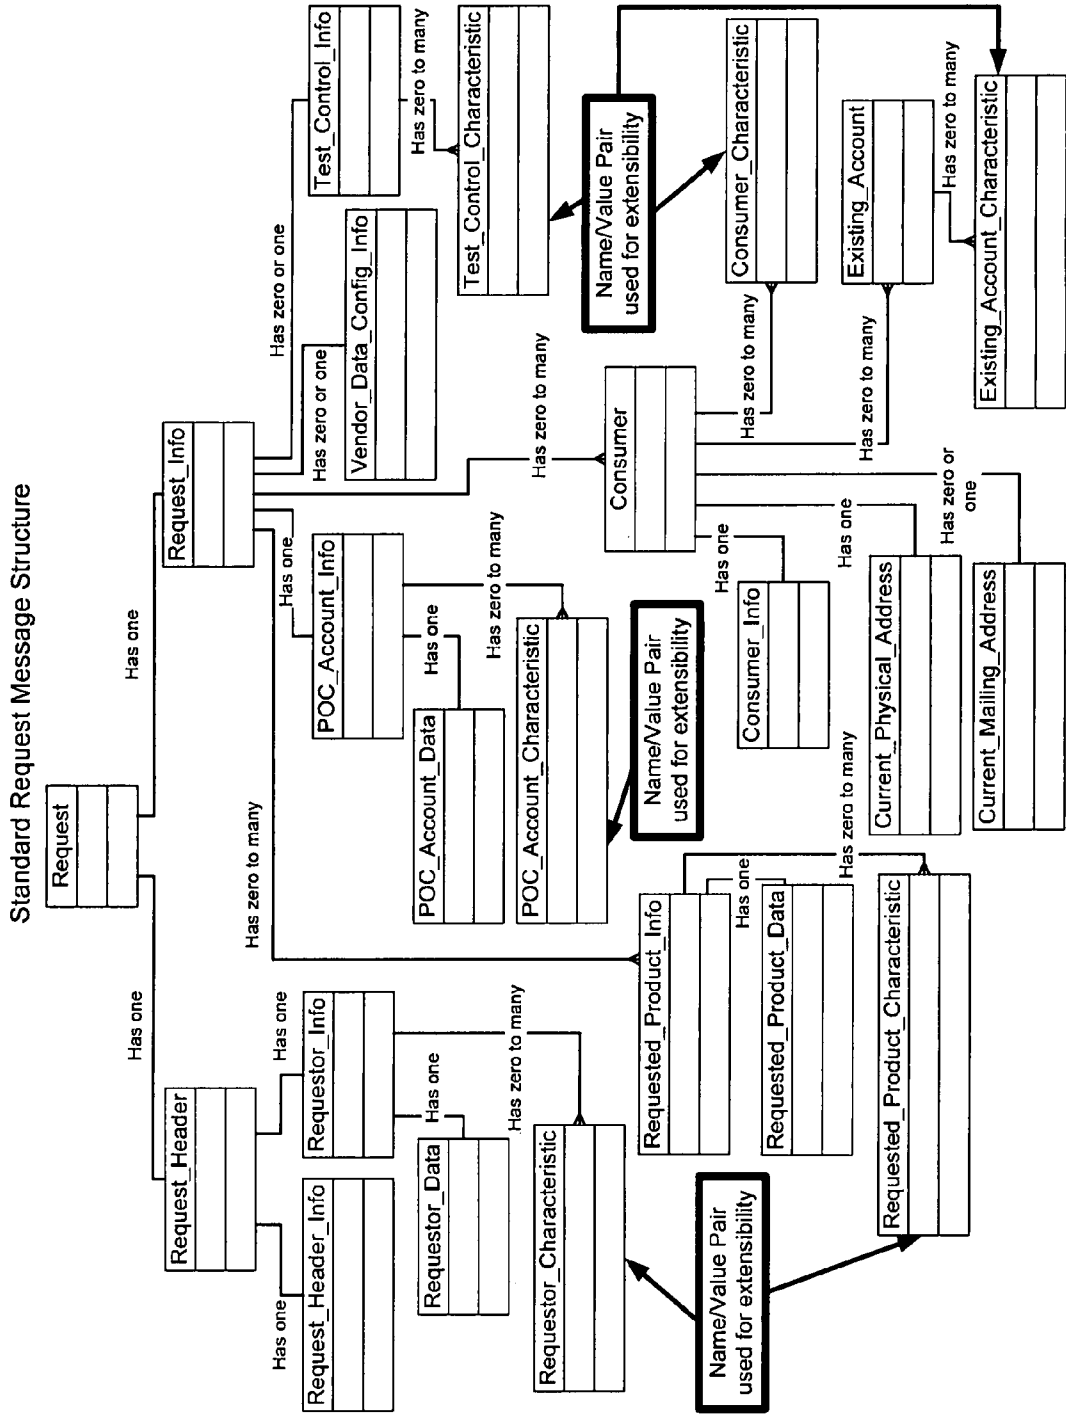 Standard Request Message Structure
Request
Has one
Has one
Request_Header
Request_Info
Has one
Has one
Request_Header_Info
Requestor_Info
Has one
Requestor_Data
Has zero to many
Requestor_Characteristic
Name/Value Pair
used for extensibility
Has zero to many
Requested_Product_Info
Has one
Requested_Product_Data
Has zero to many
Requested_Product_Characteristic
Has one
POC_Account_Info
Has one
POC_Account_Data
Has zero to many
POC_Account_Characteristic
Name/Value Pair
used for extensibility
Has zero to many
Consumer
Has one
Consumer_Info
Has one
Current_Physical_Address
Has zero or
one
Current_Mailing_Address
Has zero to many
Existing_Account
Has zero to many
Existing_Account_Characteristic
Has zero to many
Consumer_Characteristic
Has zero or one
Vendor_Data_Config_Info
Has zero or one
Test_Control_Info
Has zero to many
Test_Control_Characteristic
Name/Value Pair
used for extensibility